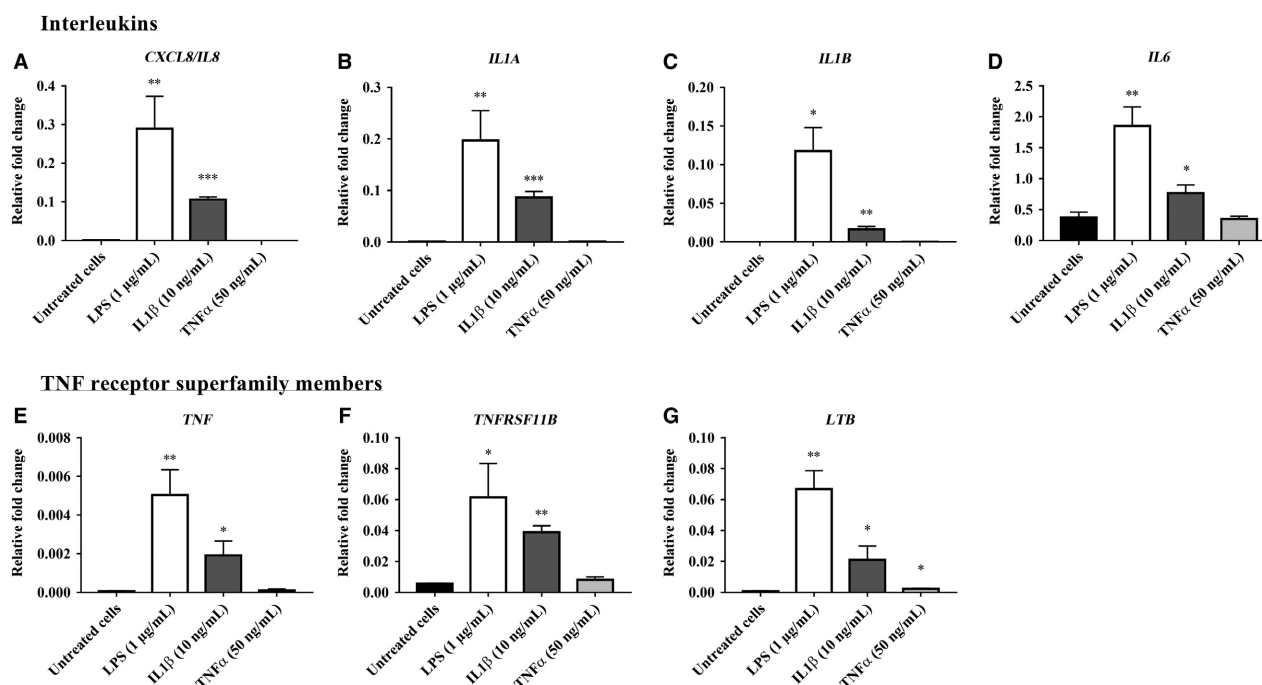 Interleukins
A
CXCL8/IL8
Relative fold change
0.4
0.3
0.2
0.1
0.0
**
***
Untreated cells
LPS (1 µg/mL)
IL1β (10 ng/mL)
TNFα (50 ng/mL)
B
IL1A
Relative fold change
0.3
0.2
0.1
0.0
**
***
Untreated cells
LPS (1 µg/mL)
IL1β (10 ng/mL)
TNFα (50 ng/mL)
C
IL1B
Relative fold change
0.20
0.15
0.10
0.05
0.00
*
**
Untreated cells
LPS (1 µg/mL)
IL1β (10 ng/mL)
TNFα (50 ng/mL)
D
IL6
Relative fold change
2.5
2.0
1.5
1.0
0.5
0.0
**
*
Untreated cells
LPS (1 µg/mL)
IL1β (10 ng/mL)
TNFα (50 ng/mL)
TNF receptor superfamily members
E
TNF
Relative fold change
0.008
0.006
0.004
0.002
0.000
**
*
Untreated cells
LPS (1 µg/mL)
IL1β (10 ng/mL)
TNFα (50 ng/mL)
F
TNFRSF11B
Relative fold change
0.10
0.08
0.06
0.04
0.02
0.00
*
**
Untreated cells
LPS (1 µg/mL)
IL1β (10 ng/mL)
TNFα (50 ng/mL)
G
LTB
Relative fold change
0.10
0.08
0.06
0.04
0.02
0.00
**
*
*
Untreated cells
LPS (1 µg/mL)
IL1β (10 ng/mL)
TNFα (50 ng/mL)